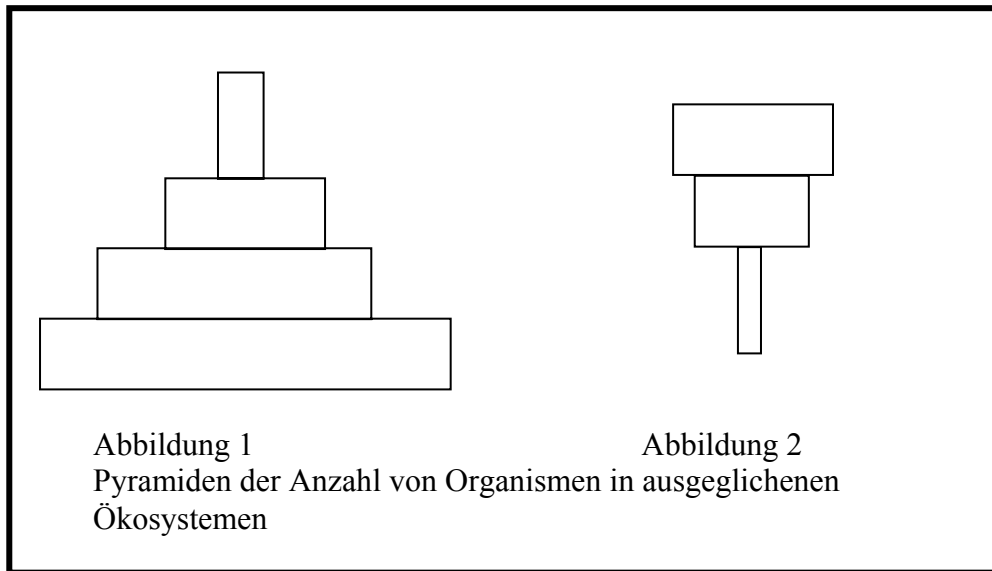 Abbildung 1 Abbildung 2
Pyramiden der Anzahl von Organismen in ausgeglichenen
Ökosystemen